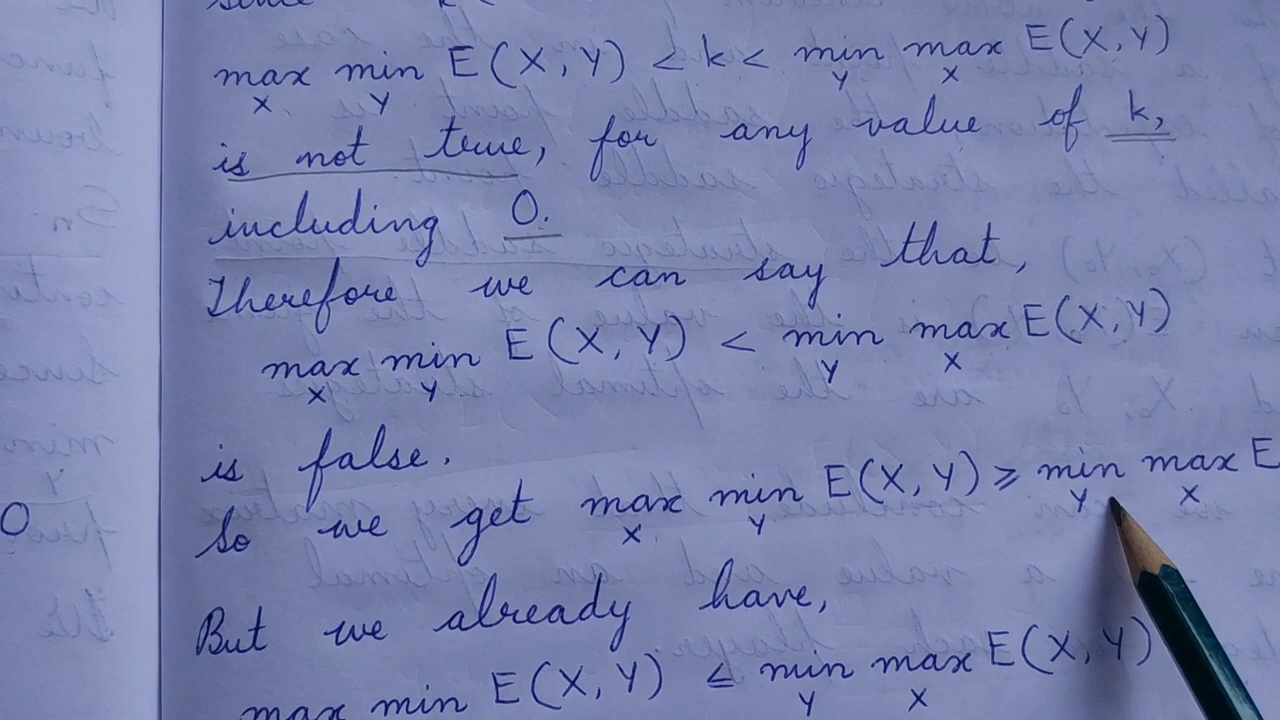 since k <
max min E(X,Y) < k < min max E(X,Y)
X Y Y X
is not true, for any value of k,
including 0.
Therefore we can say that,
max min E(X,Y) < min max E(X,Y)
X Y Y X
is false.
So we get max min E(X,Y) ⩾ min max E
X Y Y X
But we already have,
max min E(X,Y) ≤ min max E(X,Y)
Y X
0